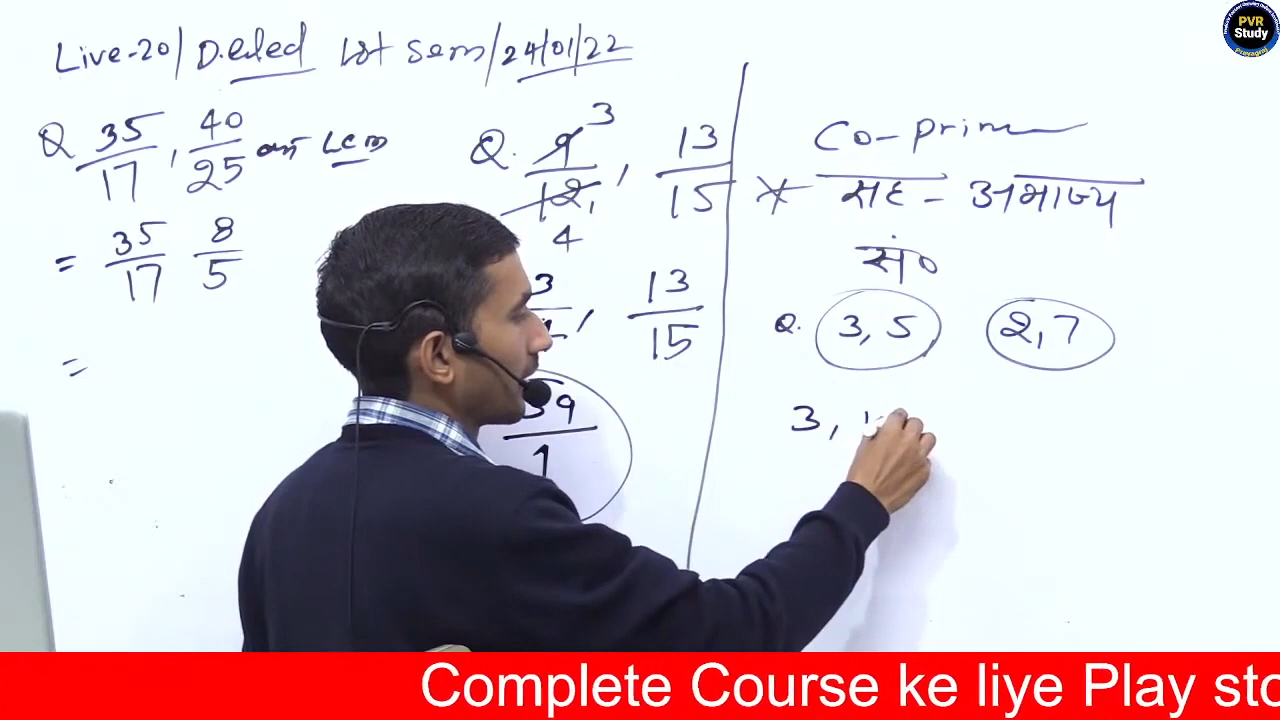 Live-20/ D.eled Ist Sem/ 24/01/22
Q 35/17, 40/25 का LCM
= 35/17 8/5
=
Q. 9/12, 13/15
3
4
3/, 13/15
39/1
Co-prime
* सह - अभाज्य
सं०
Q. 3, 5 2, 7
3,
PVR
Study
Prayagraj
Complete Course ke liye Play sto